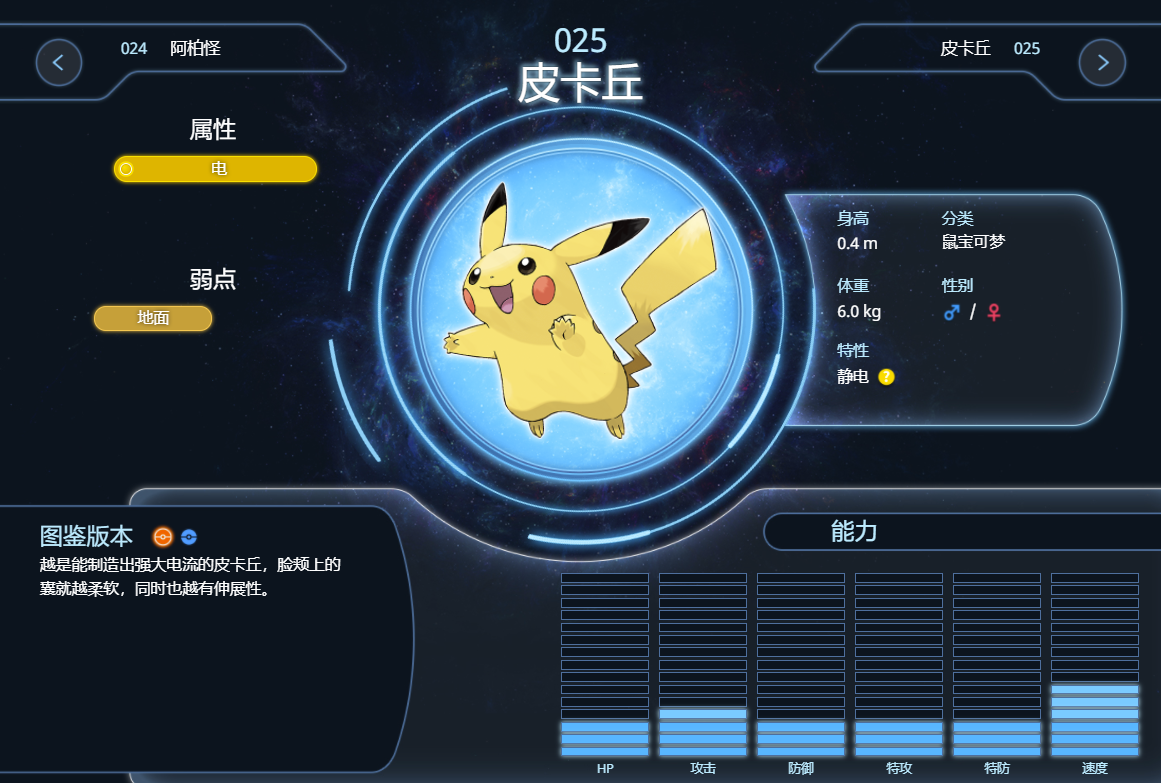 024 阿柏怪
025
皮卡丘
皮卡丘 025
属性
电
弱点
地面
身高
0.4 m
分类
鼠宝可梦
体重
6.0 kg
性别
♂ / ♀
特性
静电 ?
图鉴版本
越是能制造出强大电流的皮卡丘，脸颊上的
囊就越柔软，同时也越有伸展性。
能力
HP 攻击 防御 特攻 特防 速度